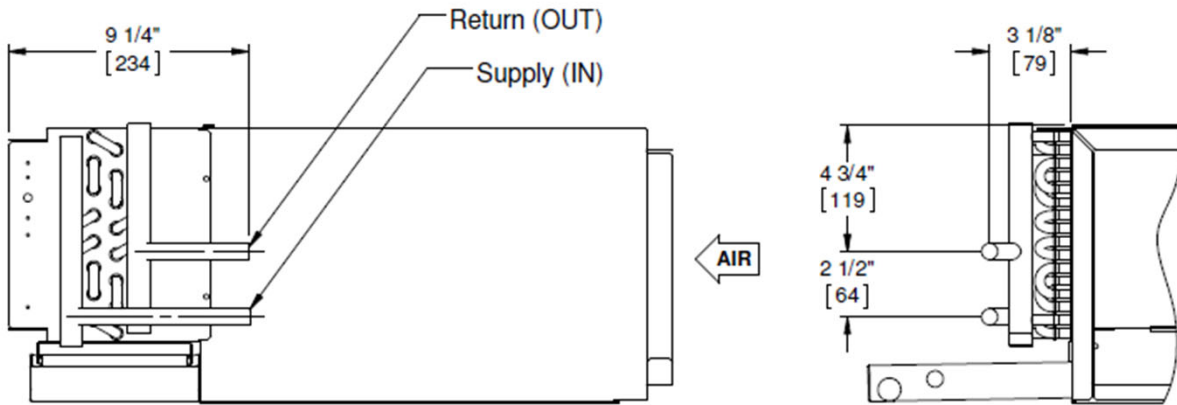 9 1/4"
[234]
Return (OUT)
Supply (IN)
AIR
3 1/8"
[79]
4 3/4"
[119]
2 1/2"
[64]